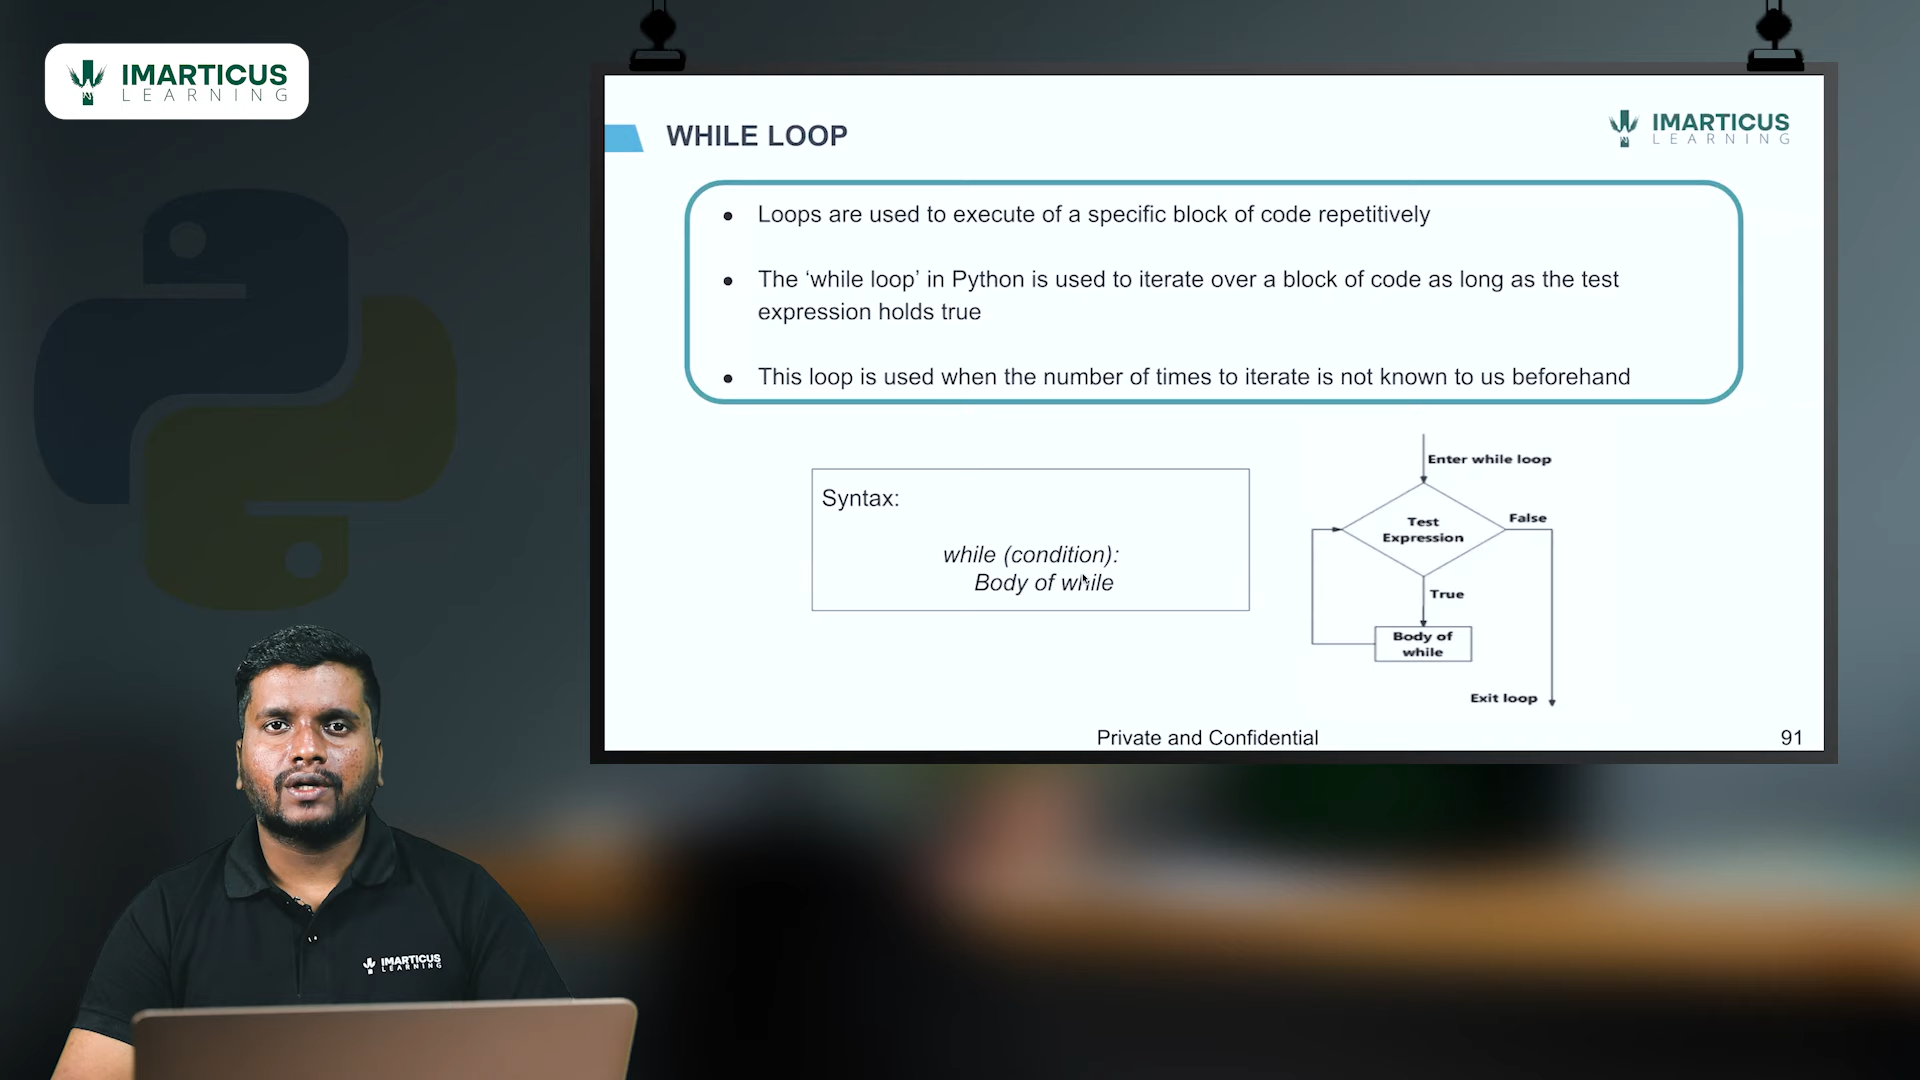 IMARTICUS
LEARNING
WHILE LOOP
IMARTICUS
LEARNING
● Loops are used to execute of a specific block of code repetitively
● The ‘while loop’ in Python is used to iterate over a block of code as long as the test
expression holds true
● This loop is used when the number of times to iterate is not known to us beforehand
Syntax:
while (condition):
Body of while
Enter while loop
Test
Expression
False
True
Body of
while
Exit loop
Private and Confidential
91
IMARTICUS
LEARNING